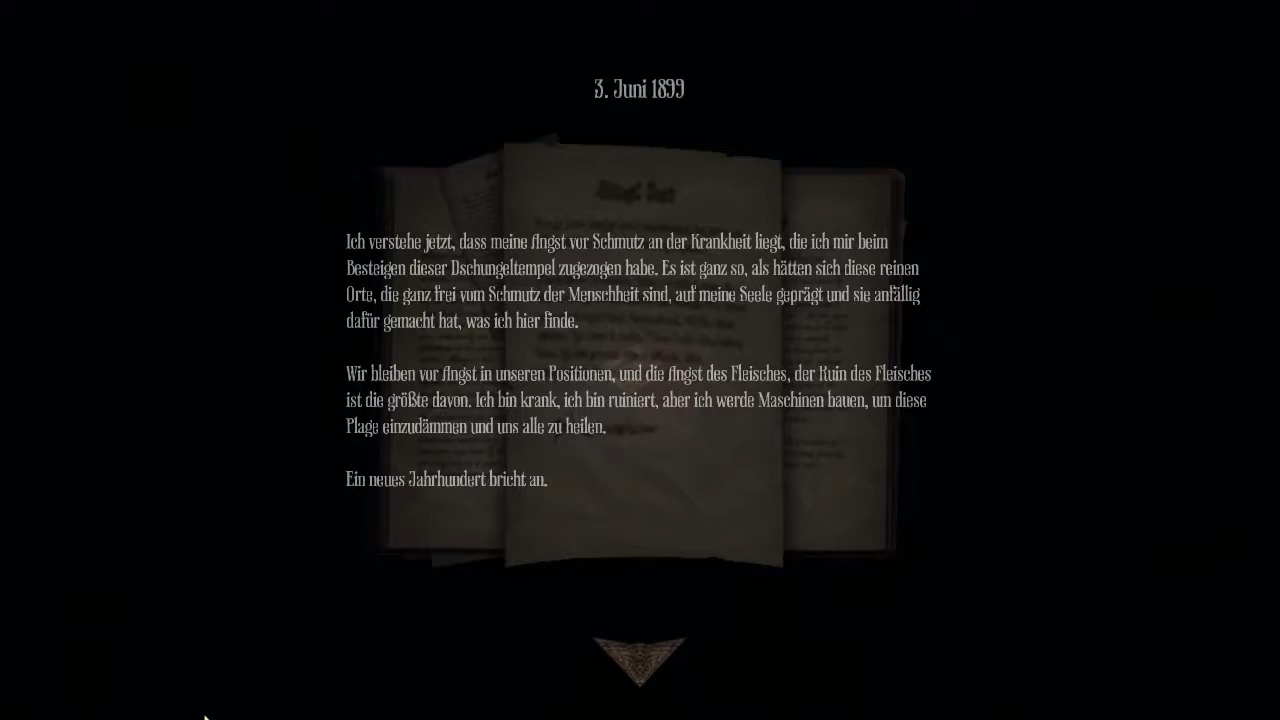 3. Juni 1899
Ich verstehe jetzt, dass meine Angst vor Schmutz an der Krankheit liegt, die ich mir beim
Besteigen dieser Dschungeltempel zugezogen habe. Es ist ganz so, als hätten sich diese reinen
Orte, die ganz frei vom Schmutz der Menschheit sind, auf meine Seele geprägt und sie anfällig
dafür gemacht hat, was ich hier finde.
Wir bleiben vor Angst in unseren Positionen, und die Angst des Fleisches, der Ruin des Fleisches
ist die größte davon. Ich bin krank, ich bin ruiniert, aber ich werde Maschinen bauen, um diese
Plage einzudämmen und uns alle zu heilen.
Ein neues Jahrhundert bricht an.